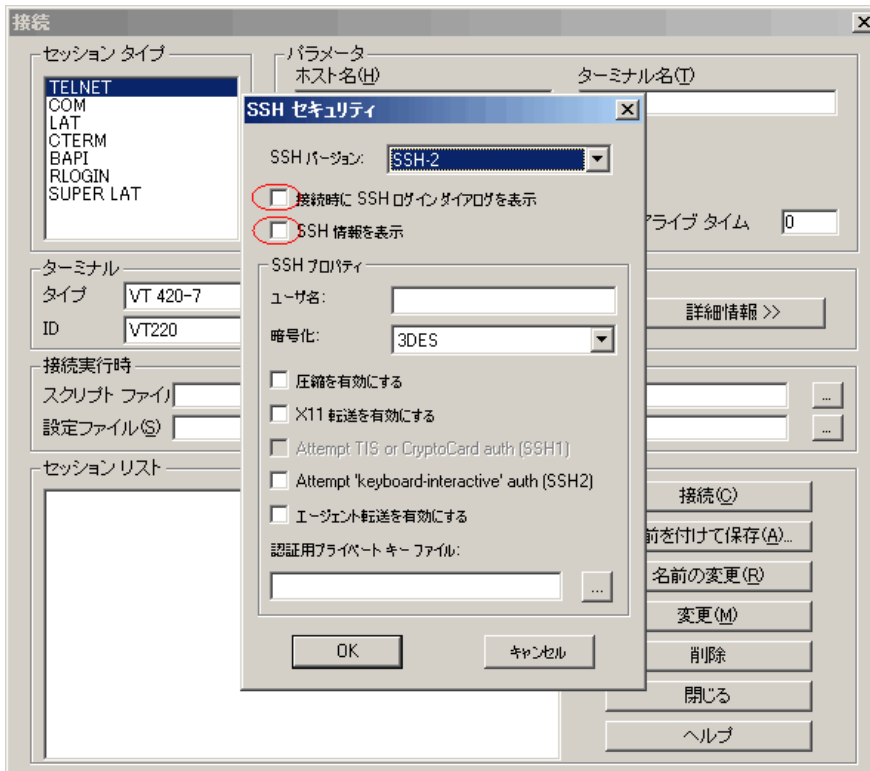 接続
セッション タイプ
TELNET
COM
LAT
CTERM
BAPI
RLOGIN
SUPER LAT
パラメータ
ホスト名(H)
ターミナル名(T)
アライブ タイム
0
ターミナル
タイプ
VT 420-7
ID
VT220
詳細情報 >>
接続実行時
スクリプト ファイル
...
設定ファイル(S)
...
セッション リスト
接続(C)
前を付けて保存(A)...
名前の変更(R)
変更(M)
削除
閉じる
ヘルプ
SSH セキュリティ
SSH バージョン:
SSH-2
接続時に SSH ログイン ダイアログを表示
SSH 情報を表示
SSH プロパティ
ユーザ名:
暗号化:
3DES
圧縮を有効にする
X11 転送を有効にする
Attempt TIS or CryptoCard auth (SSH1)
Attempt 'keyboard-interactive' auth (SSH2)
エージェント転送を有効にする
認証用プライベート キー ファイル:
...
OK
キャンセル